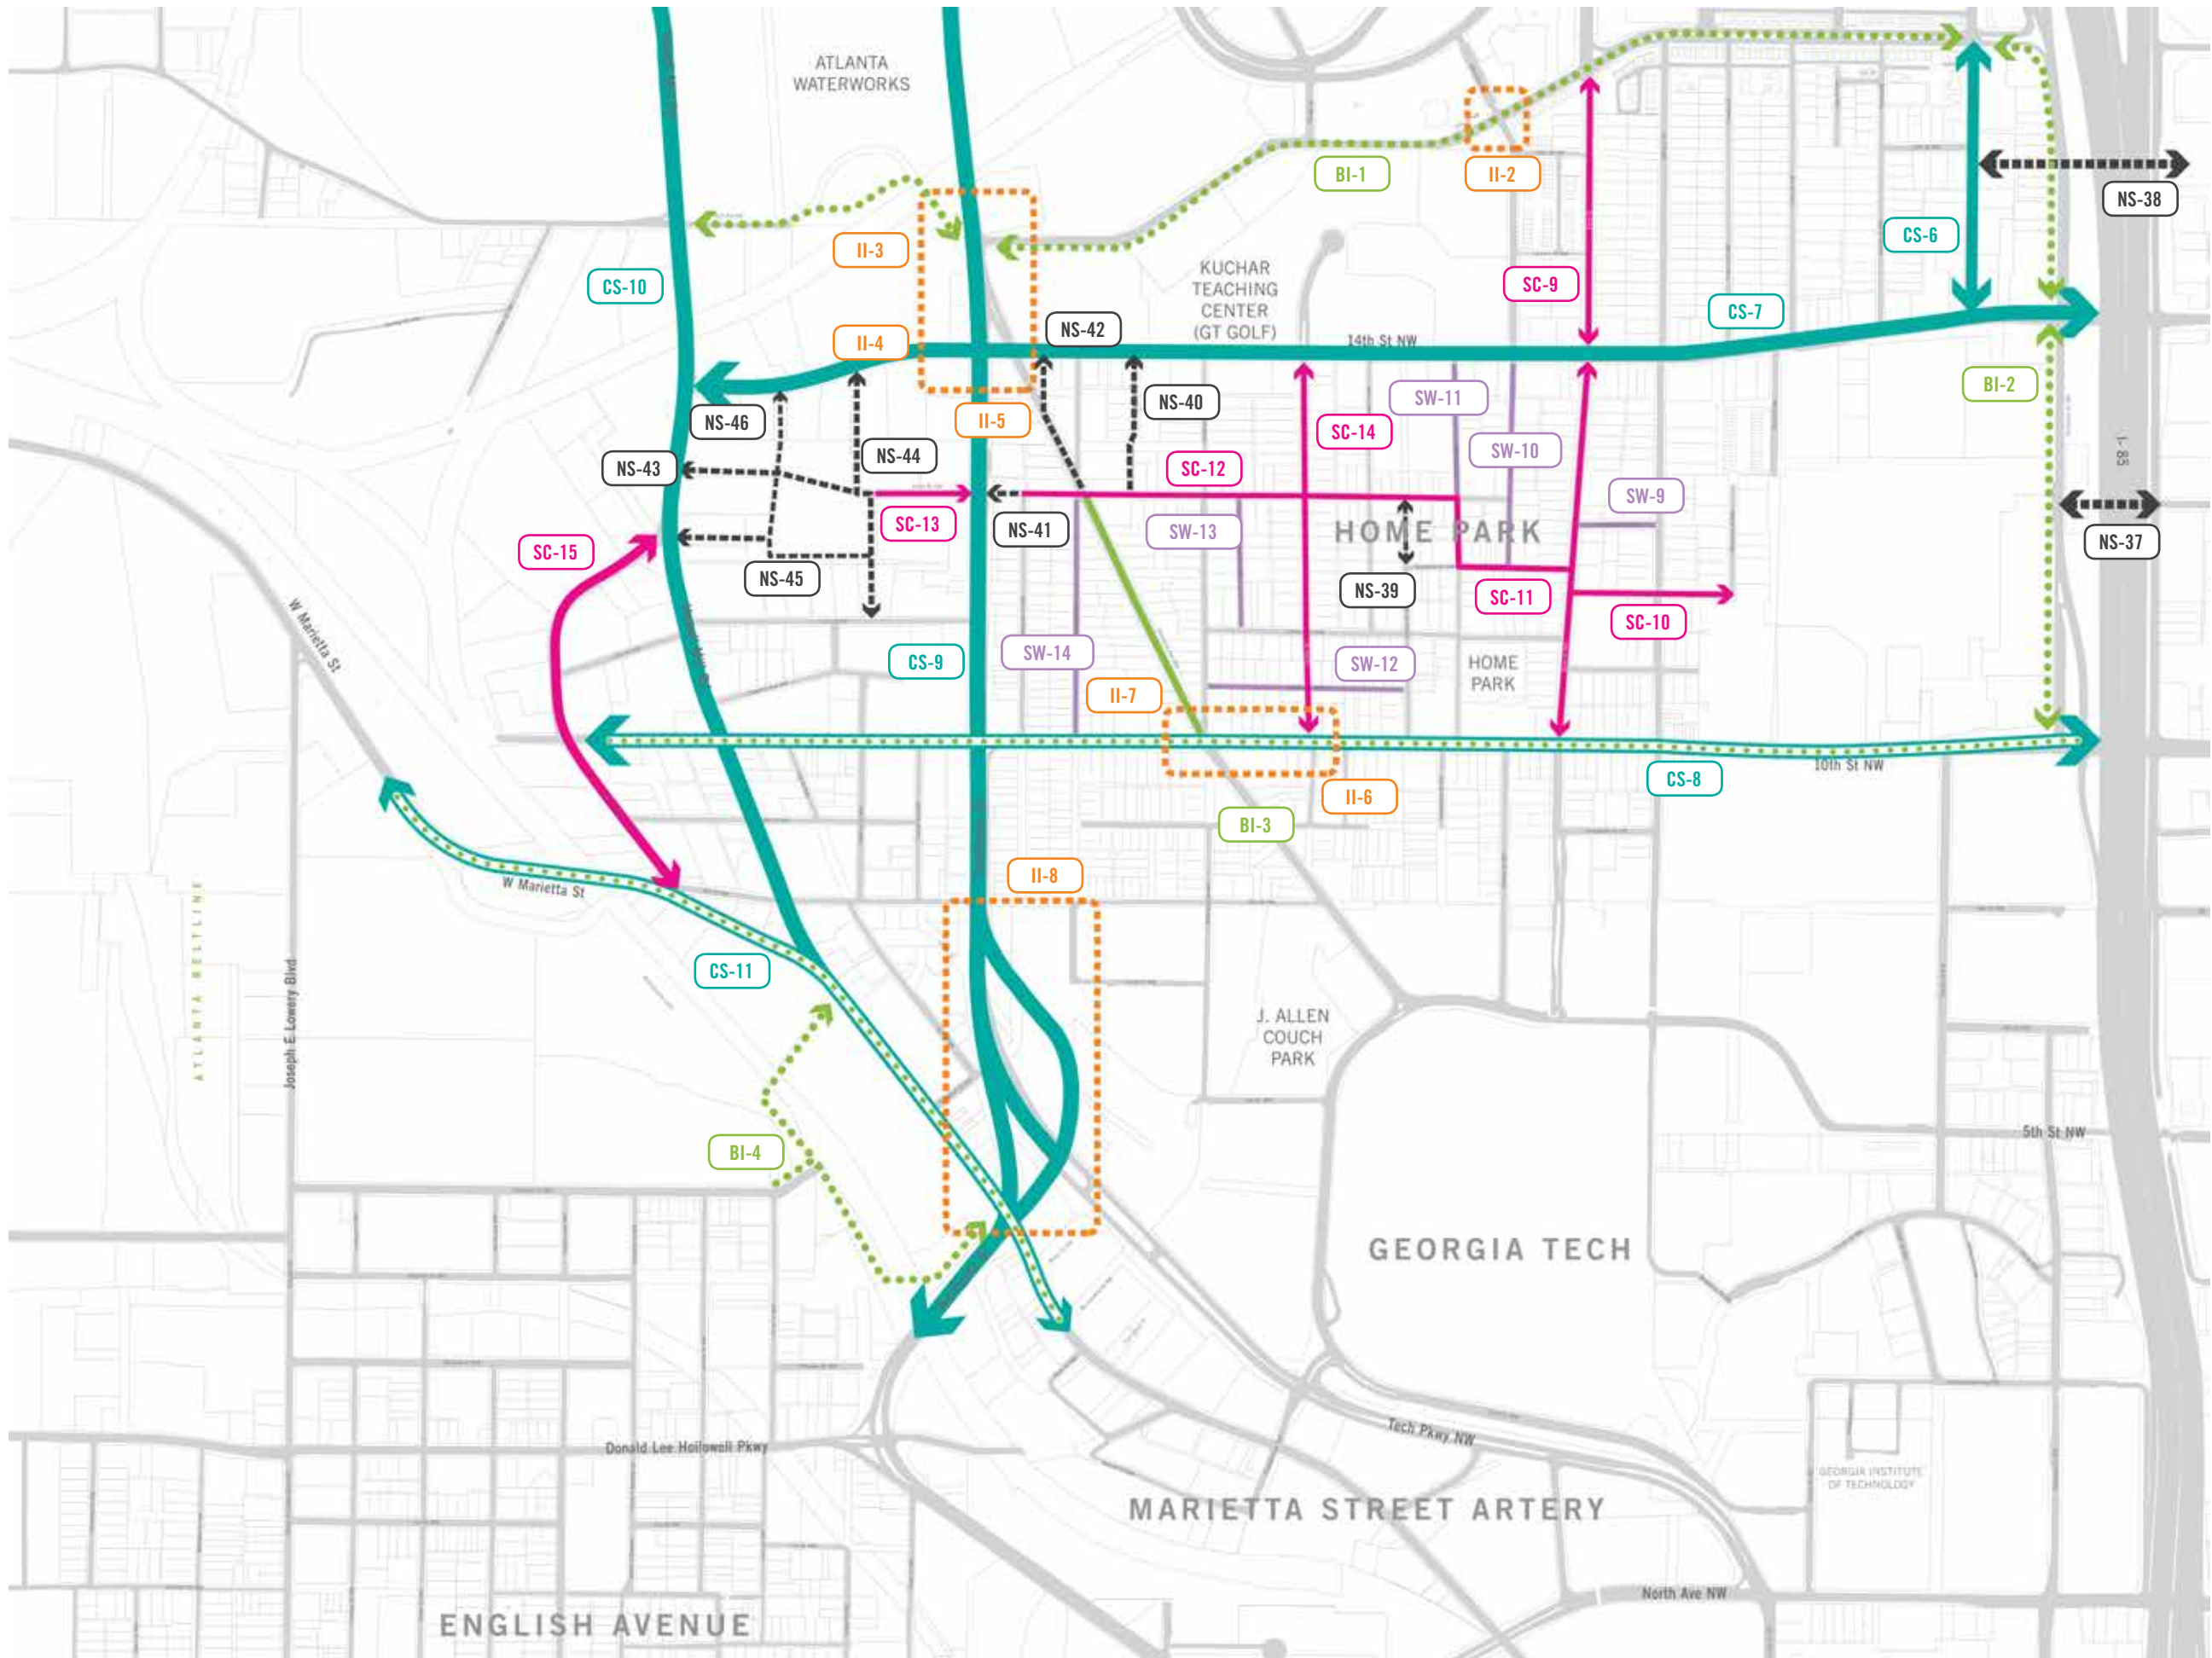 ATLANTA
WATERWORKS
BI-1
II-2
NS-38
CS-6
II-3
KUCHAR
TEACHING
CENTER
(GT GOLF)
CS-10
SC-9
CS-7
NS-42
II-4
14th St NW
BI-2
SW-11
NS-40
NS-46
II-5
SC-14
SW-10
I-85
NS-44
NS-43
SC-12
SW-9
SC-13
NS-41
SW-13
HOME PARK
NS-37
SC-15
NS-45
NS-39
SC-11
SC-10
W Marietta St
CS-9
SW-14
SW-12
HOME
PARK
II-7
10th St NW
CS-8
II-6
BI-3
II-8
W Marietta St
ATLANTA BELTLINE
Joseph E Lowery Blvd
CS-11
J. ALLEN
COUCH
PARK
BI-4
5th St NW
GEORGIA TECH
Tech Pkwy NW
Donald Lee Hollowell Pkwy
GEORGIA INSTITUTE
OF TECHNOLOGY
MARIETTA STREET ARTERY
North Ave NW
ENGLISH AVENUE